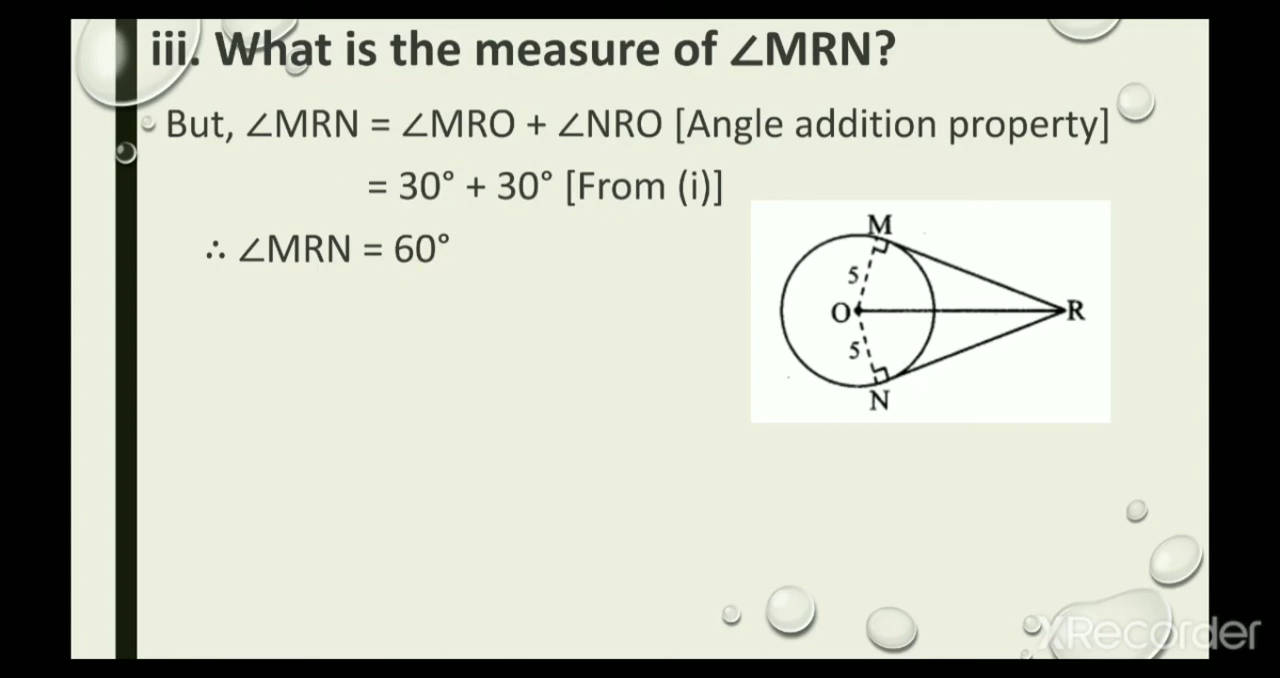 iii. What is the measure of ∠MRN?
But, ∠MRN = ∠MRO + ∠NRO [Angle addition property]
= 30° + 30° [From (i)]
∴ ∠MRN = 60°
M
5
O
R
5
N
XRecorder